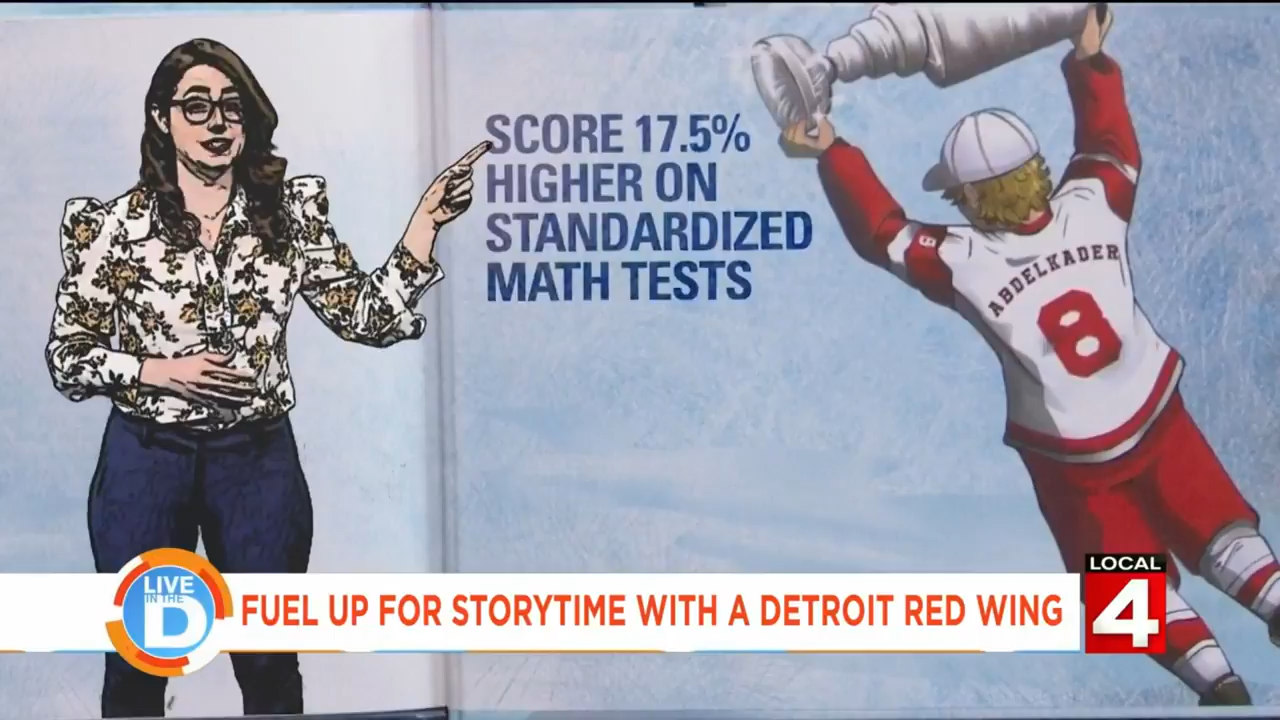 SCORE 17.5%
HIGHER ON
STANDARDIZED
MATH TESTS
8
ABDELKADER
8
LIVE
IN THE
D
FUEL UP FOR STORYTIME WITH A DETROIT RED WING
LOCAL
4